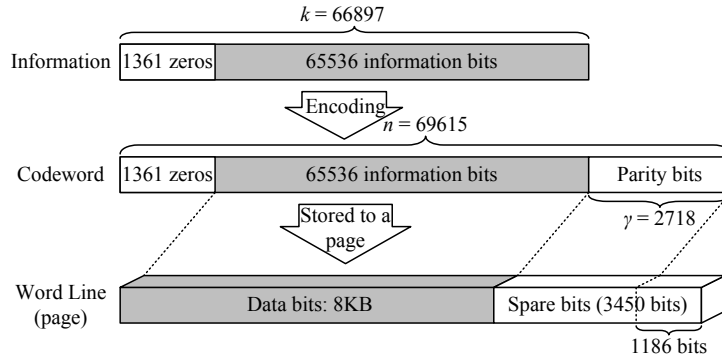 k = 66897
Information
1361 zeros
65536 information bits
Encoding
n = 69615
Codeword
1361 zeros
65536 information bits
Parity bits
Stored to a
page
γ = 2718
Word Line
(page)
Data bits: 8KB
Spare bits (3450 bits)
1186 bits